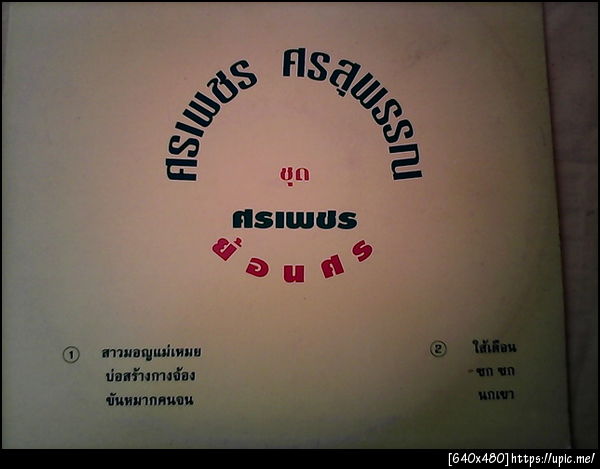 ศรเพชร ศรสุพรรณ
ชุด
ศรเพชร
ย้อนศร
1 สาวมอญแม่เหมย
บ่อสร้างกางจ้อง
ขันหมากคนจน
2 ใส้เดือน
ซก ซก
นกเขา
[640x480]https://upic.me/